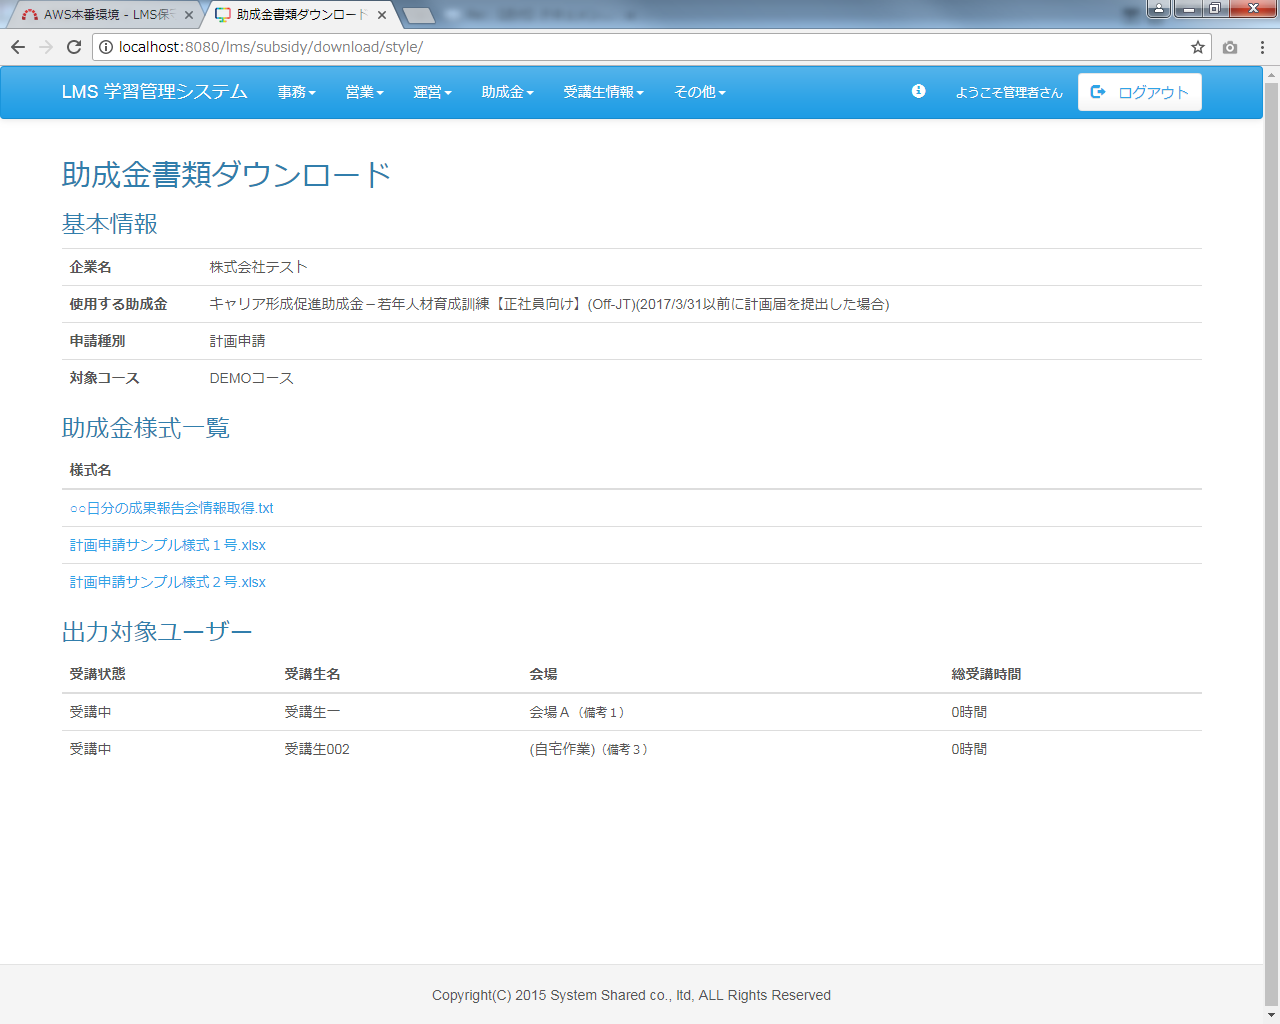 AWS本番環境 - LMS保守
助成金書類ダウンロード
localhost:8080/lms/subsidy/download/style/
LMS 学習管理システム 事務 営業 運営 助成金 受講生情報 その他 ようこそ管理者さん ログアウト
助成金書類ダウンロード
基本情報
企業名 株式会社テスト
使用する助成金 キャリア形成促進助成金－若年人材育成訓練【正社員向け】(Off-JT)(2017/3/31以前に計画届を提出した場合)
申請種別 計画申請
対象コース DEMOコース
助成金様式一覧
様式名
○○日分の成果報告会情報取得.txt
計画申請サンプル様式１号.xlsx
計画申請サンプル様式２号.xlsx
出力対象ユーザー
受講状態 受講生名 会場 総受講時間
受講中 受講生一 会場Ａ（備考１） 0時間
受講中 受講生002 (自宅作業)（備考３） 0時間
Copyright(C) 2015 System Shared co., ltd, ALL Rights Reserved